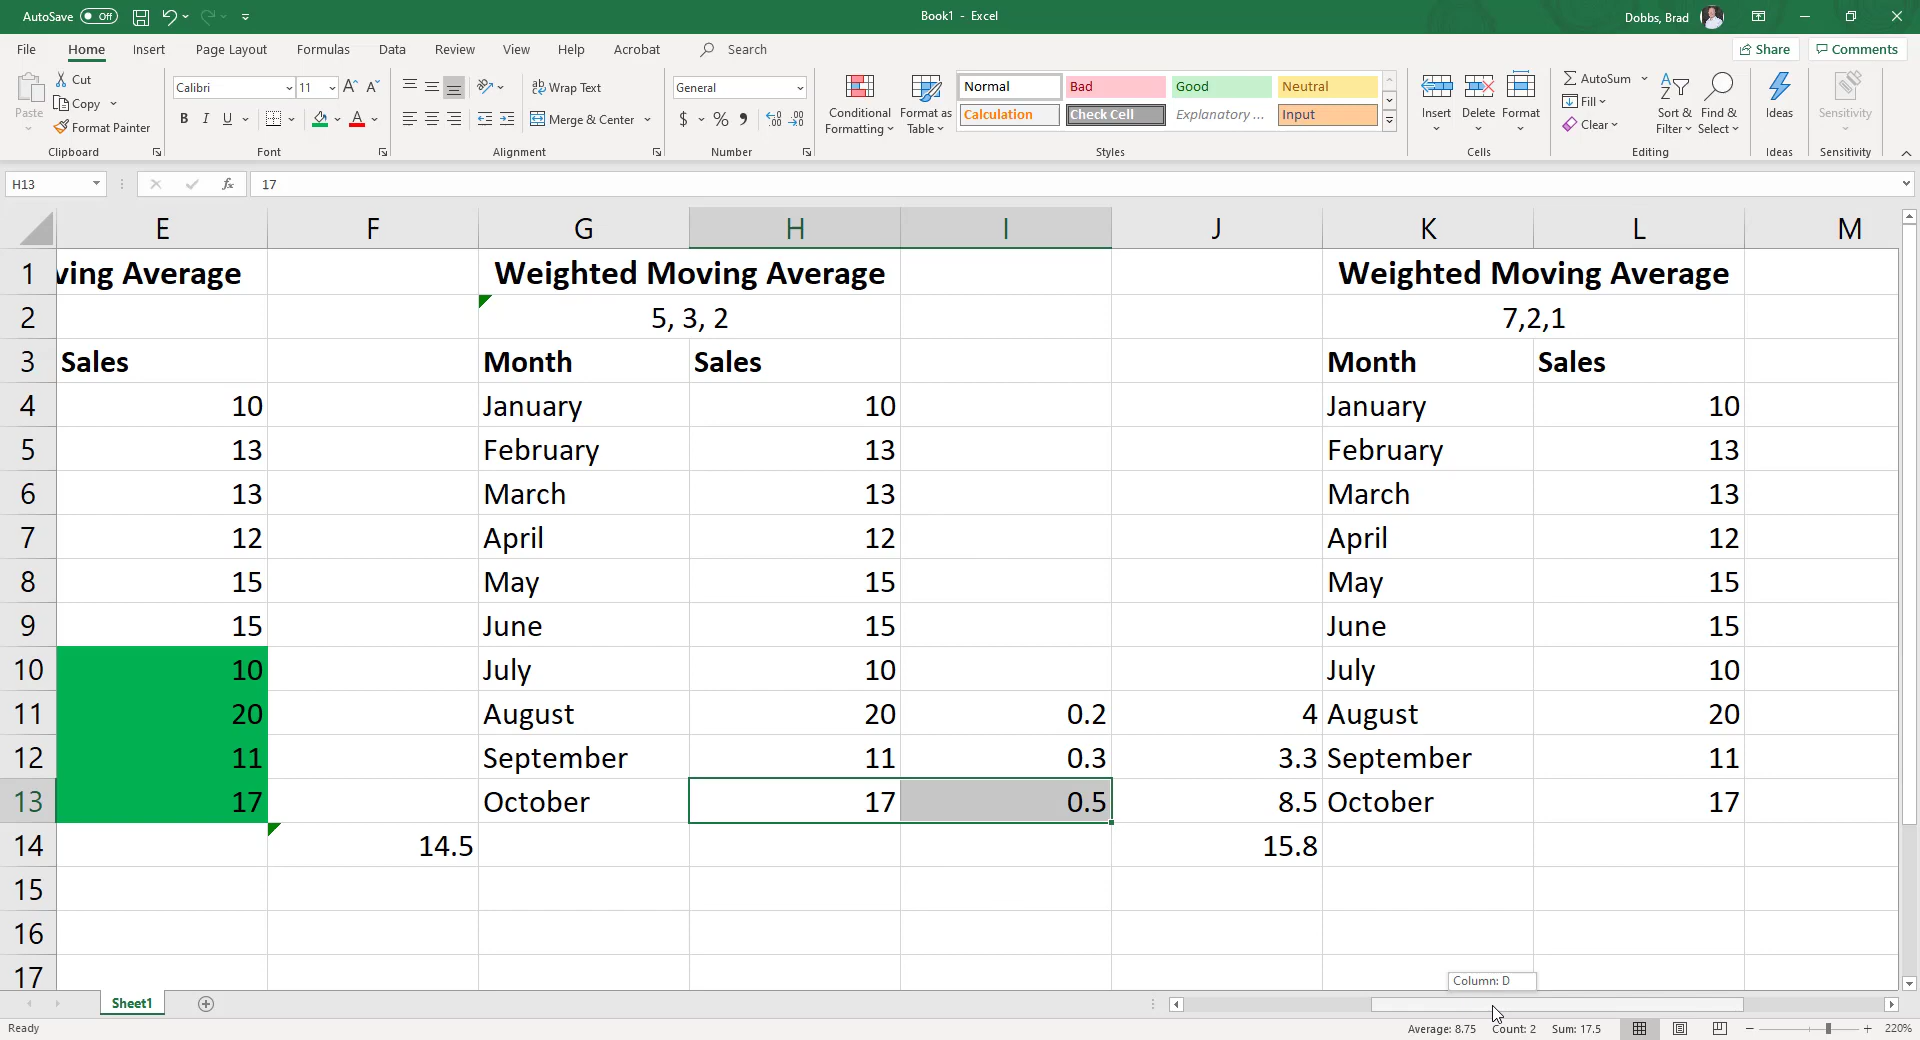 AutoSave Off
Book1 - Excel
Dobbs, Brad
File Home Insert Page Layout Formulas Data Review View Help Acrobat Search
Share Comments
Paste
Cut
Copy
Format Painter
Clipboard
Calibri 11
B I U
Font
Wrap Text
Merge & Center
Alignment
General
$ % ,
Number
Conditional Formatting
Format as Table
Normal Bad Good Neutral
Calculation Check Cell Explanatory ... Input
Styles
Insert Delete Format
Cells
AutoSum
Fill
Clear
Sort & Filter
Find & Select
Editing
Ideas
Ideas
Sensitivity
Sensitivity
H13 fx 17
E F G H I J K L M
1 ving Average Weighted Moving Average Weighted Moving Average
2 5, 3, 2 7,2,1
3 Sales Month Sales Month Sales
4 10 January 10 January 10
5 13 February 13 February 13
6 13 March 13 March 13
7 12 April 12 April 12
8 15 May 15 May 15
9 15 June 15 June 15
10 10 July 10 July 10
11 20 August 20 0.2 4 August 20
12 11 September 11 0.3 3.3 September 11
13 17 October 17 0.5 8.5 October 17
14 14.5 15.8
15
16
17
Column: D
Sheet1
Ready
Average: 8.75 Count: 2 Sum: 17.5 220%